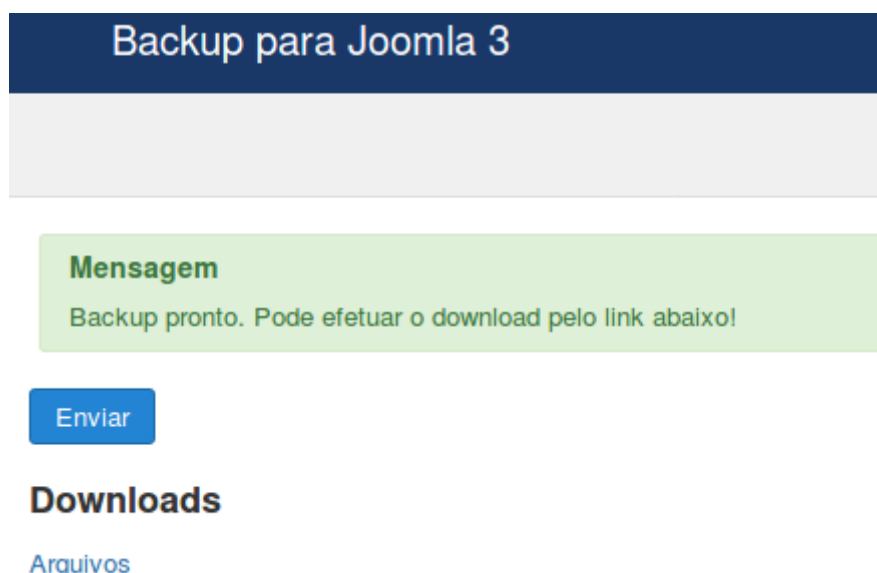 Backup para Joomla 3
Mensagem
Backup pronto. Pode efetuar o download pelo link abaixo!
Enviar
Downloads
Arquivos